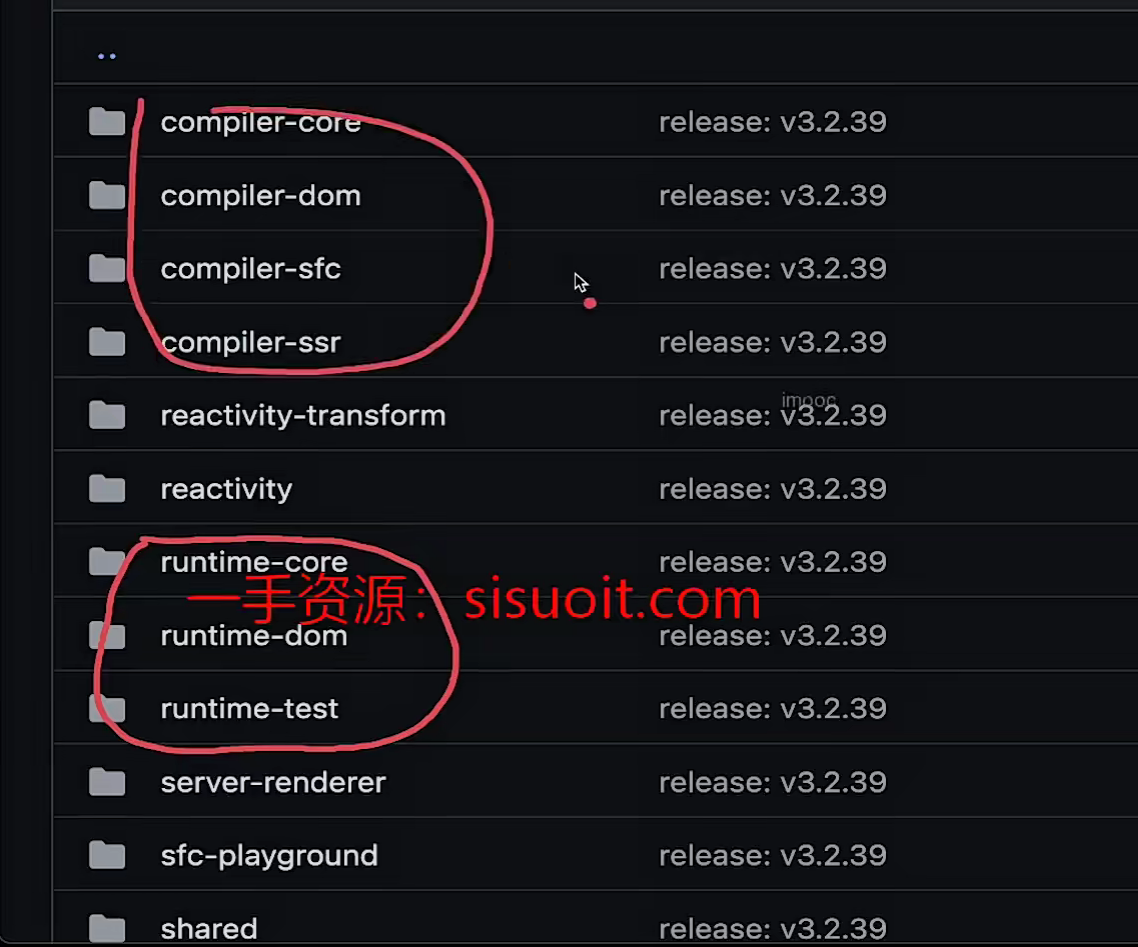 ..
compiler-core release: v3.2.39
compiler-dom release: v3.2.39
compiler-sfc release: v3.2.39
compiler-ssr release: v3.2.39
imooc
reactivity-transform release: v3.2.39
reactivity release: v3.2.39
runtime-core release: v3.2.39
一手资源：sisuoit.com
runtime-dom release: v3.2.39
runtime-test release: v3.2.39
server-renderer release: v3.2.39
sfc-playground release: v3.2.39
shared release: v3.2.39